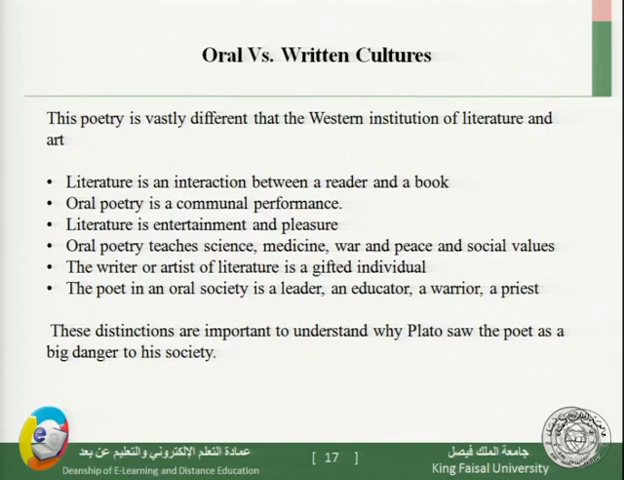 Oral Vs. Written Cultures
This poetry is vastly different that the Western institution of literature and
art
• Literature is an interaction between a reader and a book
• Oral poetry is a communal performance.
• Literature is entertainment and pleasure
• Oral poetry teaches science, medicine, war and peace and social values
• The writer or artist of literature is a gifted individual
• The poet in an oral society is a leader, an educator, a warrior, a priest
These distinctions are important to understand why Plato saw the poet as a
big danger to his society.
عمادة التعلم الإلكتروني والتعليم عن بعد
Deanship of E-Learning and Distance Education
[ 17 ]
جامعة الملك فيصل
King Faisal University